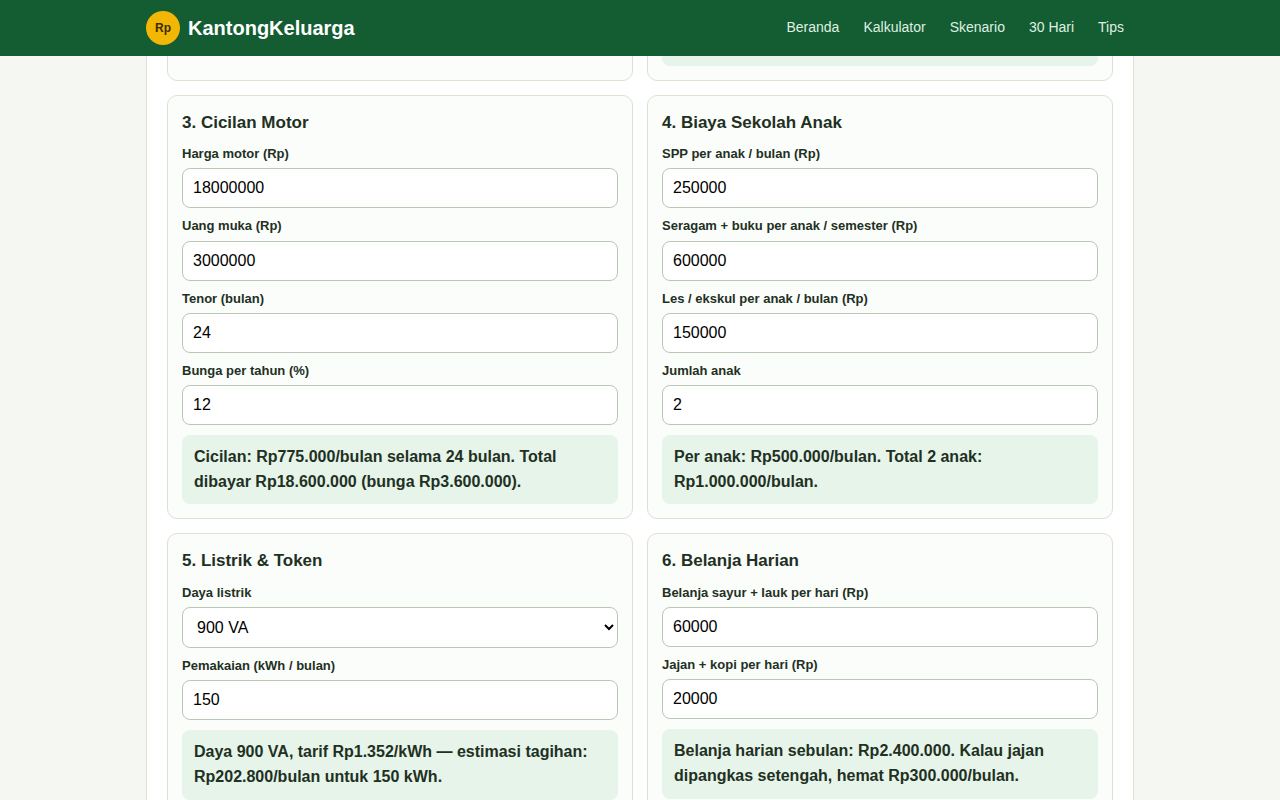 Rp KantongKeluarga
Beranda Kalkulator Skenario 30 Hari Tips
3. Cicilan Motor
Harga motor (Rp)
18000000
Uang muka (Rp)
3000000
Tenor (bulan)
24
Bunga per tahun (%)
12
Cicilan: Rp775.000/bulan selama 24 bulan. Total
dibayar Rp18.600.000 (bunga Rp3.600.000).
4. Biaya Sekolah Anak
SPP per anak / bulan (Rp)
250000
Seragam + buku per anak / semester (Rp)
600000
Les / ekskul per anak / bulan (Rp)
150000
Jumlah anak
2
Per anak: Rp500.000/bulan. Total 2 anak:
Rp1.000.000/bulan.
5. Listrik & Token
Daya listrik
900 VA
Pemakaian (kWh / bulan)
150
Daya 900 VA, tarif Rp1.352/kWh — estimasi tagihan:
Rp202.800/bulan untuk 150 kWh.
6. Belanja Harian
Belanja sayur + lauk per hari (Rp)
60000
Jajan + kopi per hari (Rp)
20000
Belanja harian sebulan: Rp2.400.000. Kalau jajan
dipangkas setengah, hemat Rp300.000/bulan.